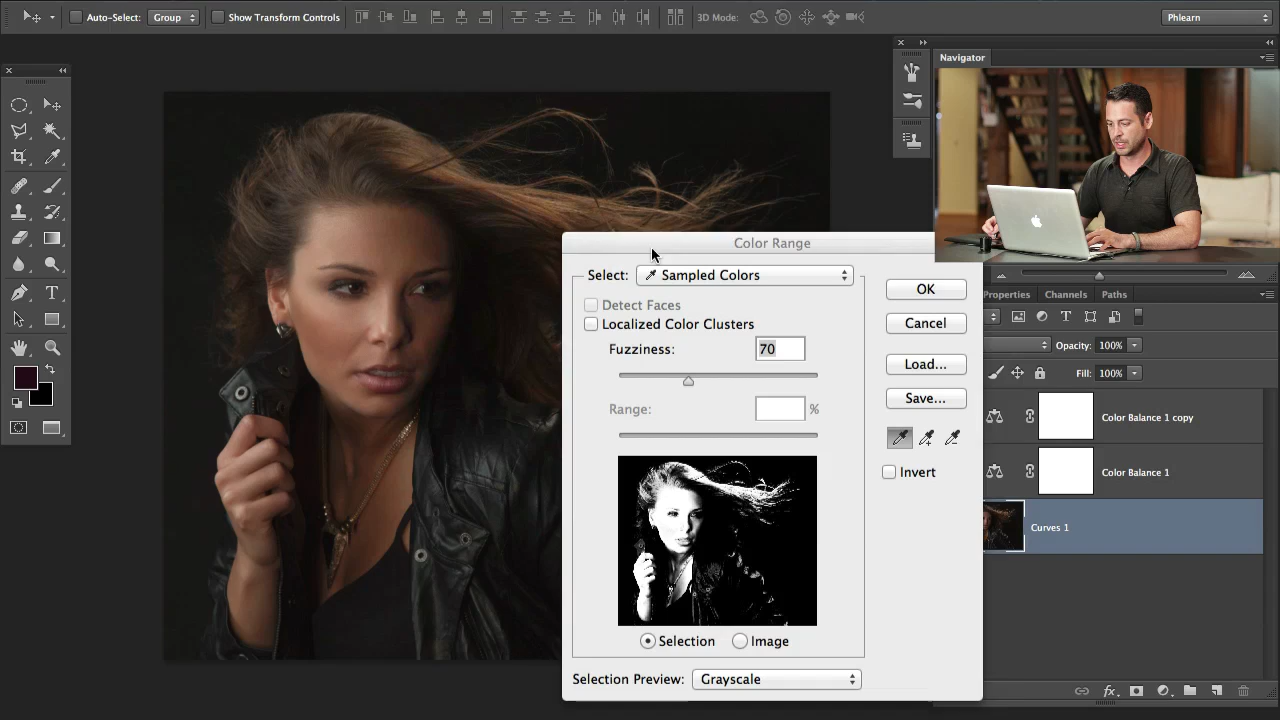 Auto-Select: Group Show Transform Controls 3D Mode: Phlearn
Navigator
Color Range
Select: Sampled Colors
OK
Detect Faces
Localized Color Clusters
Cancel
Fuzziness: 70
Load...
Range: %
Save...
Invert
Selection Image
Selection Preview: Grayscale
Properties Channels Paths
Opacity: 100%
Fill: 100%
Color Balance 1 copy
Color Balance 1
Curves 1
T
T
fx